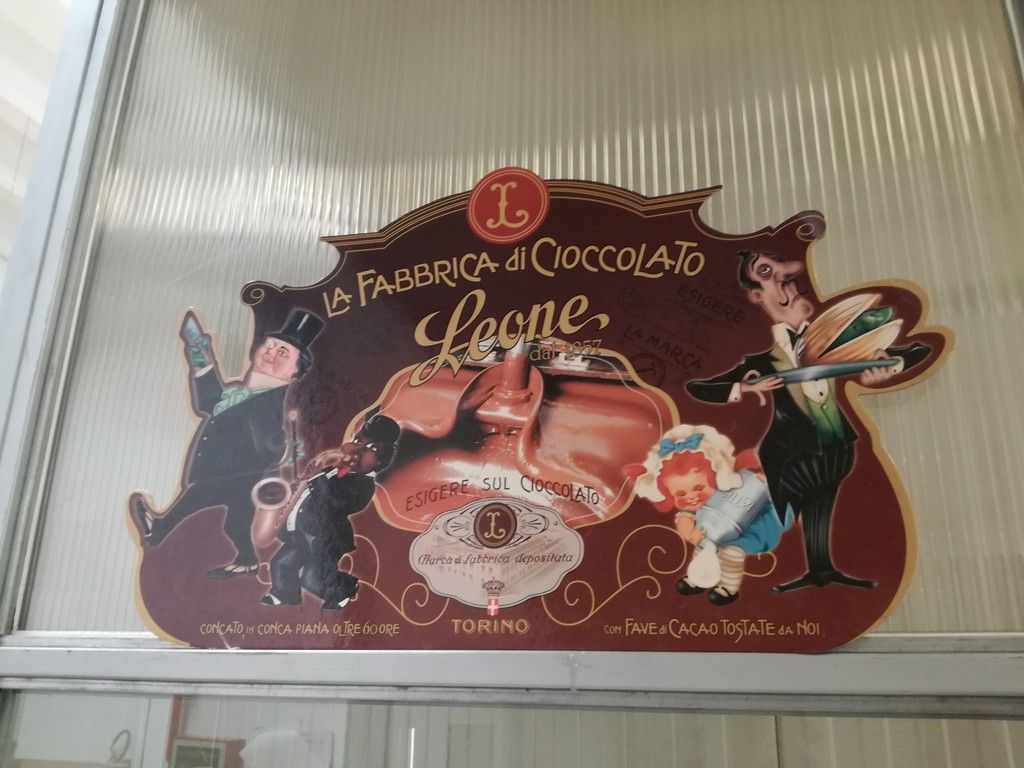 L
LA FABBRICA di CIOCCOLATO
Leone
dal 1857
ESIGERE
LA MARCA
ESIGERE SUL CIOCCOLATO
L
Marca di fabbrica depositata
TORINO
CONCATO IN CONCA PIANA OLTRE 60 ORE
CON FAVE di CACAO TOSTATE DA NOI